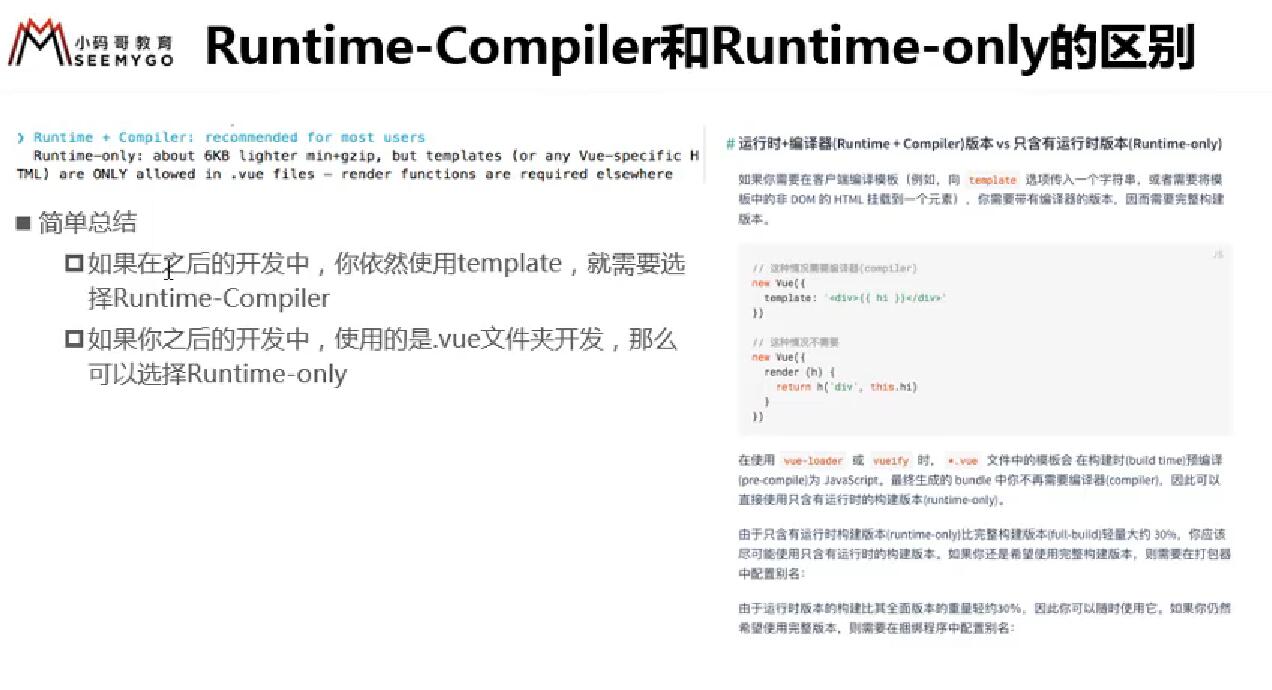 小码哥教育
SEEMYGO
Runtime-Compiler和Runtime-only的区别
❯ Runtime + Compiler: recommended for most users
Runtime-only: about 6KB lighter min+gzip, but templates (or any Vue-specific H
TML) are ONLY allowed in .vue files - render functions are required elsewhere
■ 简单总结
如果在之后的开发中，你依然使用template，就需要选
择Runtime-Compiler
如果你之后的开发中，使用的是.vue文件夹开发，那么
可以选择Runtime-only
# 运行时+编译器(Runtime + Compiler)版本 vs 只含有运行时版本(Runtime-only)
如果你需要在客户端编译模板（例如，向 template 选项传入一个字符串，或者需要将模
板中的非 DOM 的 HTML 挂载到一个元素），你需要带有编译器的版本，因而需要完整构建
版本。
JS
// 这种情况需要编译器(compiler)
new Vue({
template: '<div>{{ hi }}</div>'
})
// 这种情况不需要
new Vue({
render (h) {
return h('div', this.hi)
}
})
在使用 vue-loader 或 vueify 时， *.vue 文件中的模板会 在构建时(build time)预编译
(pre-compile)为 JavaScript，最终生成的 bundle 中你不再需要编译器(compiler)，因此可以
直接使用只含有运行时的构建版本(runtime-only)。
由于只含有运行时构建版本(runtime-only)比完整构建版本(full-build)轻量大约 30%，你应该
尽可能使用只含有运行时的构建版本。如果你还是希望使用完整构建版本，则需要在打包器
中配置别名：
由于运行时版本的构建比其全面版本的重量轻约30%，因此你可以随时使用它。如果你仍然
希望使用完整版本，则需要在捆绑程序中配置别名：